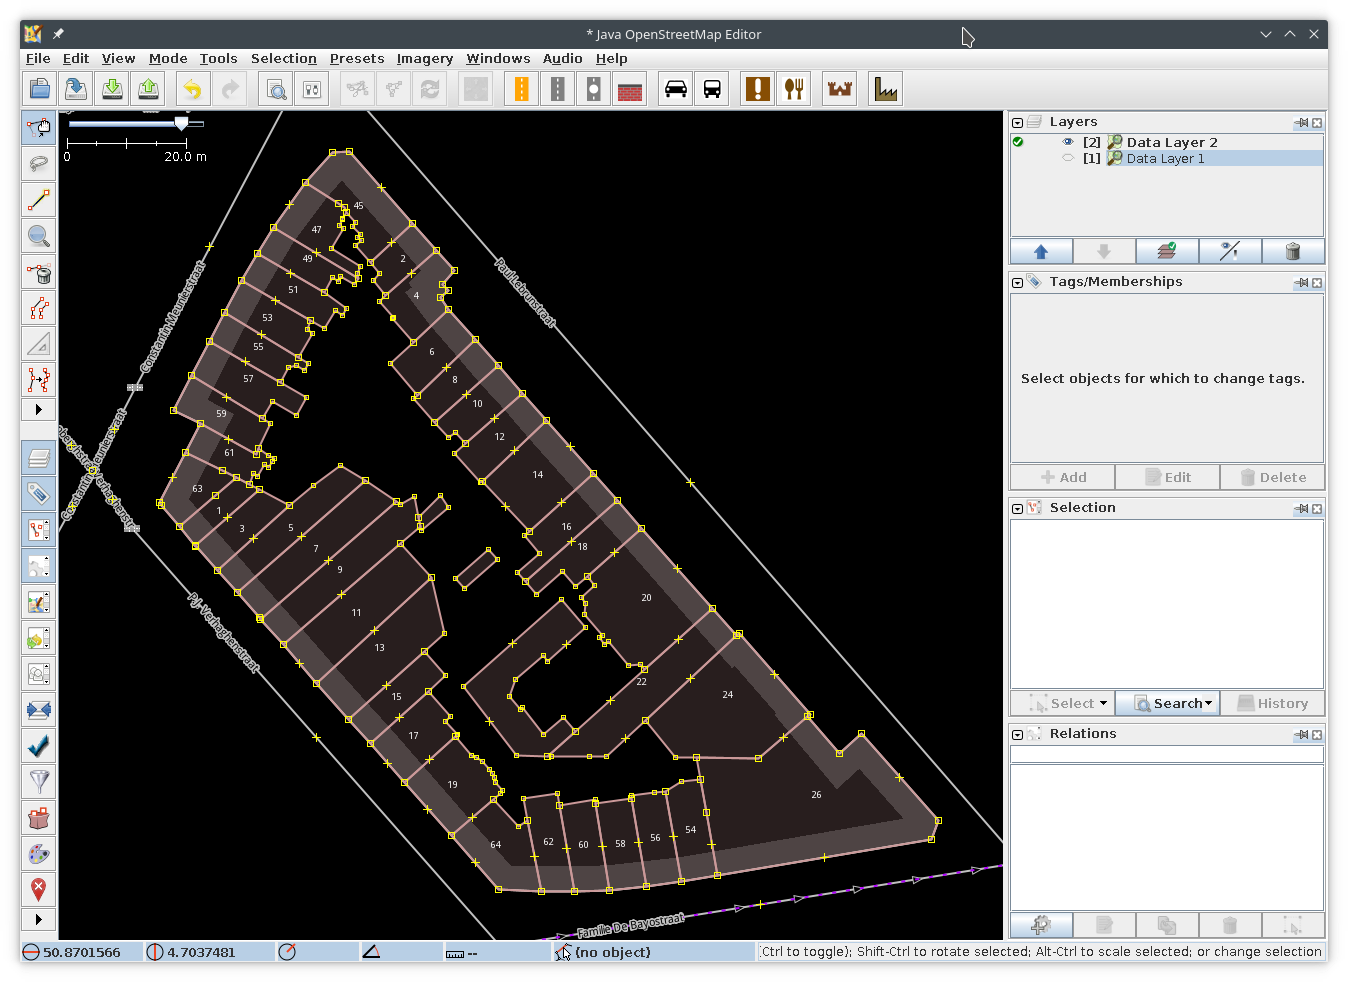 * Java OpenStreetMap Editor
File Edit View Mode Tools Selection Presets Imagery Windows Audio Help
0 20.0 m
Constantin Meunierstraat
Constantin Meunierstraat
Paul Lebrunstraat
P.J. Verhaghenstraat
Famille De Bayostraat
45
47
2
49
51
4
53
55
6
57
8
59
10
12
61
14
63
1
3
5
16
7
18
9
20
11
13
22
15
24
17
19
26
64
62
60
58
56
54
Layers
[2] Data Layer 2
[1] Data Layer 1
Tags/Memberships
Select objects for which to change tags.
Add Edit Delete
Selection
Select Search History
Relations
50.8701566 4.7037481 -- (no object) Ctrl to toggle); Shift-Ctrl to rotate selected; Alt-Ctrl to scale selected; or change selection